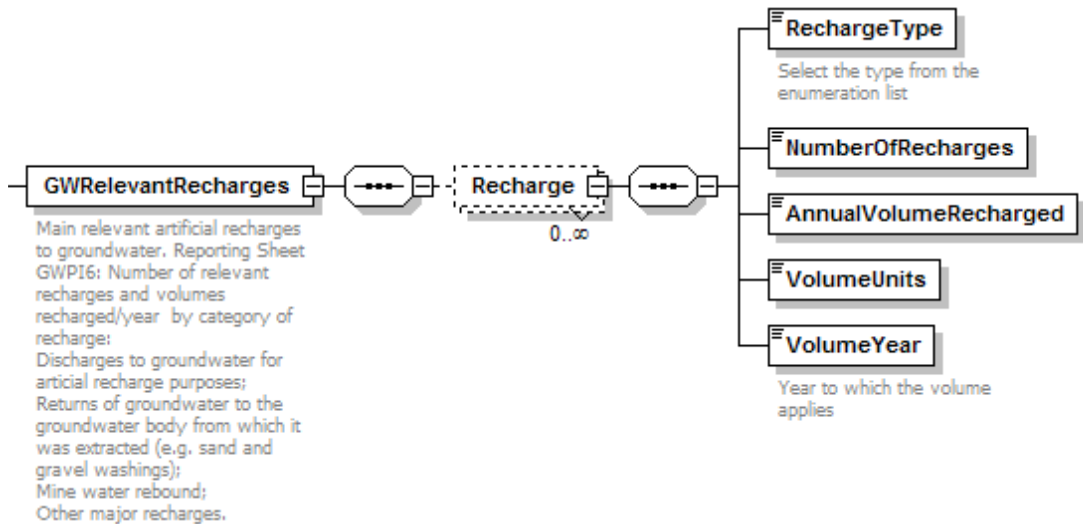 RechargeType
Select the type from the
enumeration list
NumberOfRecharges
GWRelevantRecharges
Recharge
AnnualVolumeRecharged
0..∞
Main relevant artificial recharges
to groundwater. Reporting Sheet
GWPI6: Number of relevant
recharges and volumes
recharged/year by category of
recharge:
Discharges to groundwater for
articial recharge purposes;
Returns of groundwater to the
groundwater body from which it
was extracted (e.g. sand and
gravel washings);
Mine water rebound;
Other major recharges.
VolumeUnits
VolumeYear
Year to which the volume
applies